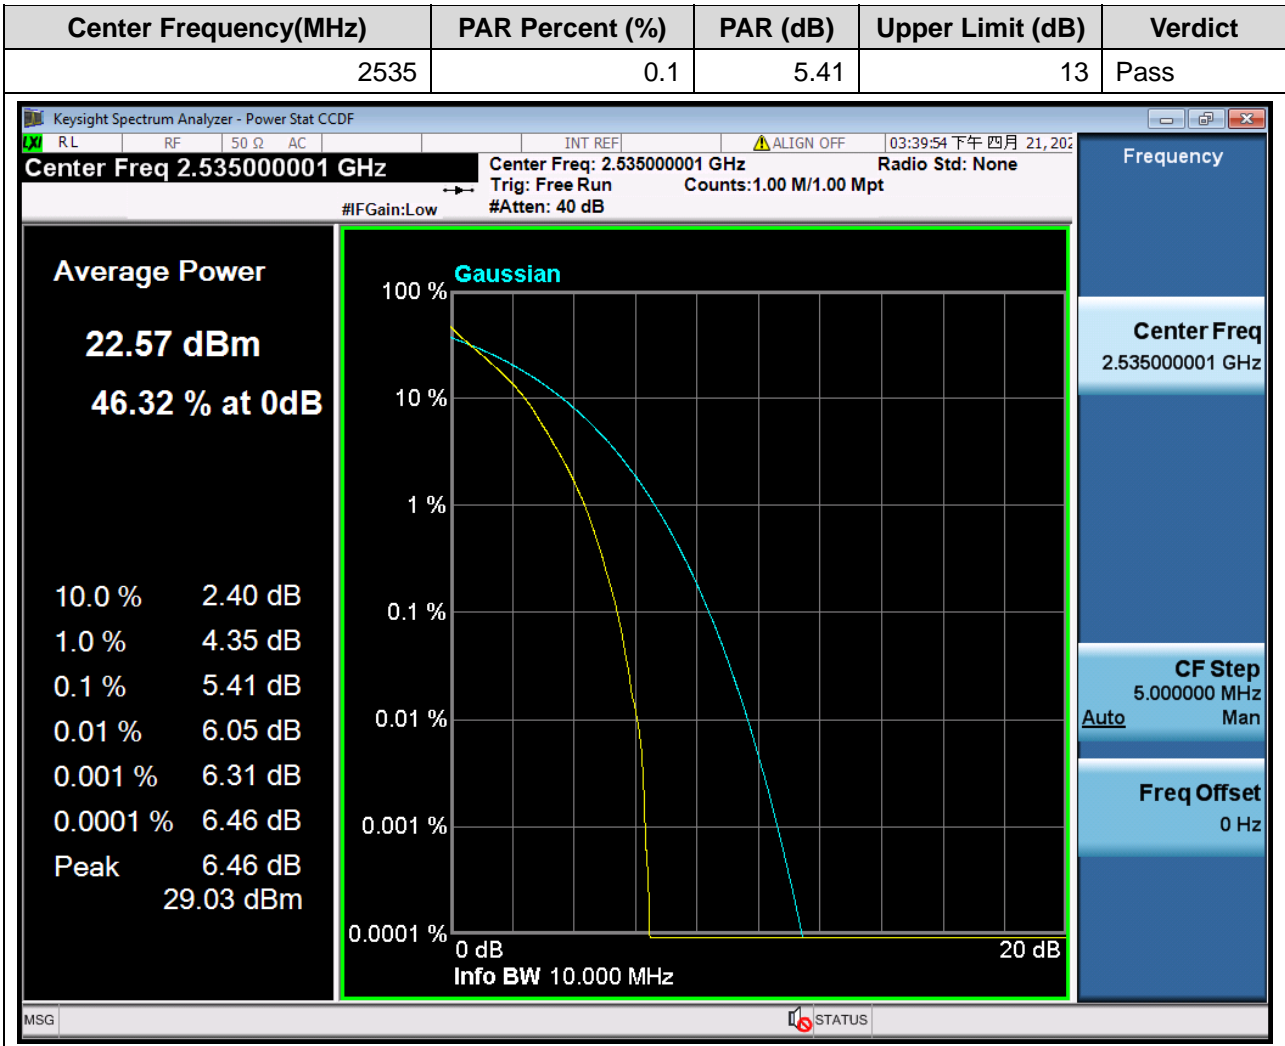 Center Frequency(MHz) PAR Percent (%) PAR (dB) Upper Limit (dB) Verdict
2535 0.1 5.41 13 Pass
Keysight Spectrum Analyzer - Power Stat CCDF
LXI RL RF 50 Ω AC INT REF ALIGN OFF 03:39:54 下午 四月 21, 202
Center Freq 2.535000001 GHz
#IFGain:Low
Center Freq: 2.535000001 GHz Radio Std: None
Trig: Free Run Counts:1.00 M/1.00 Mpt
#Atten: 40 dB
Average Power
22.57 dBm
46.32 % at 0dB
10.0 % 2.40 dB
1.0 % 4.35 dB
0.1 % 5.41 dB
0.01 % 6.05 dB
0.001 % 6.31 dB
0.0001 % 6.46 dB
Peak 6.46 dB
29.03 dBm
Gaussian
100 %
10 %
1 %
0.1 %
0.01 %
0.001 %
0.0001 %
0 dB 20 dB
Info BW 10.000 MHz
Frequency
Center Freq
2.535000001 GHz
CF Step
5.000000 MHz
Auto Man
Freq Offset
0 Hz
MSG STATUS